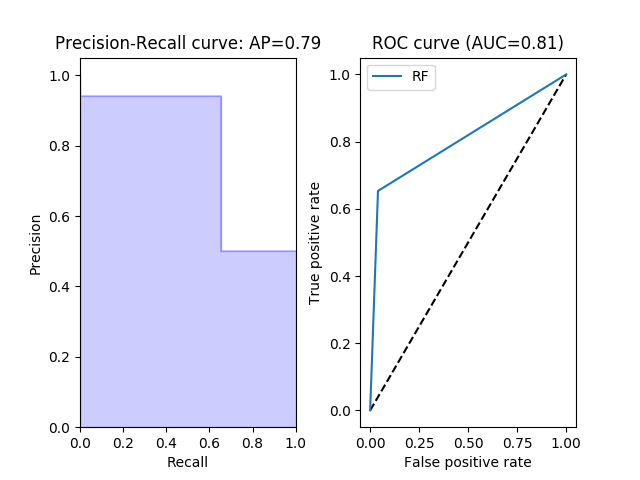 Precision-Recall curve: AP=0.79
1.0
0.8
0.6
0.4
0.2
0.0
Precision
0.0 0.2 0.4 0.6 0.8 1.0
Recall
ROC curve (AUC=0.81)
RF
1.0
0.8
0.6
0.4
0.2
0.0
True positive rate
0.00 0.25 0.50 0.75 1.00
False positive rate